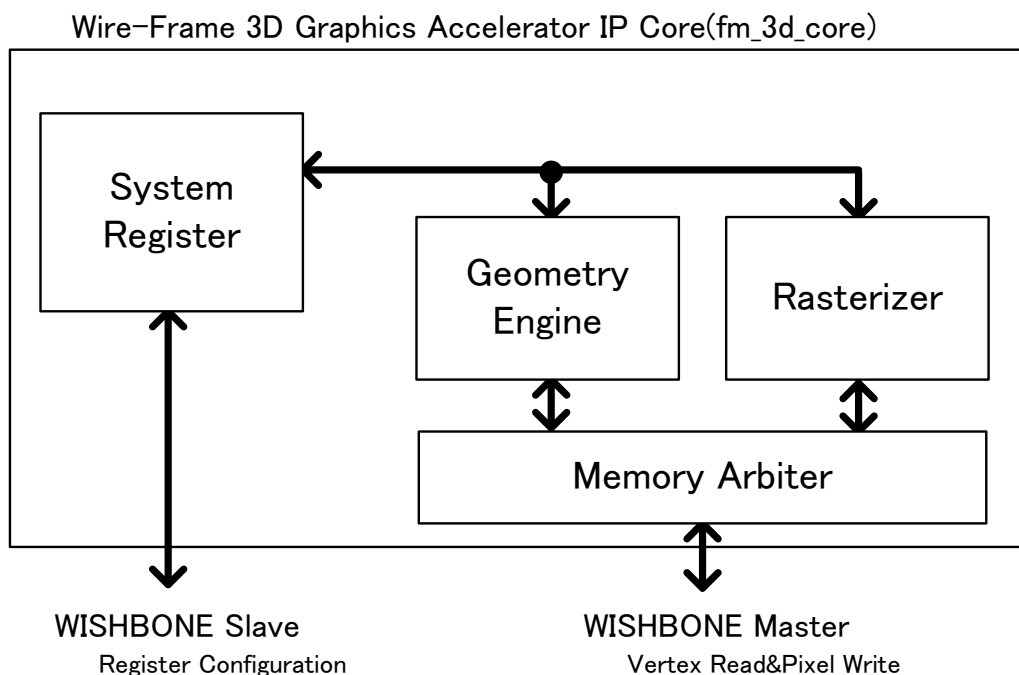 Wire-Frame 3D Graphics Accelerator IP Core(fm_3d_core)
System
Register
Geometry
Engine
Rasterizer
Memory Arbiter
WISHBONE Slave
Register Configuration
WISHBONE Master
Vertex Read&Pixel Write